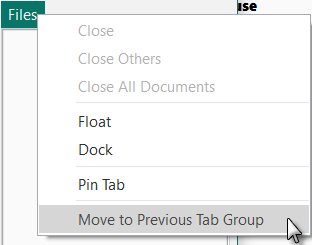 Files
Close
Close Others
Close All Documents
Float
Dock
Pin Tab
Move to Previous Tab Group